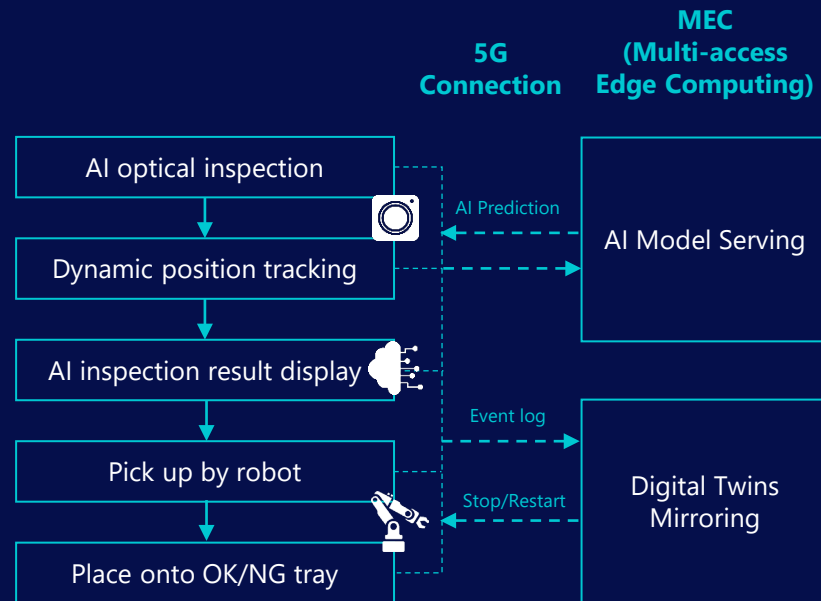 5G
Connection
MEC
(Multi-access
Edge Computing)
AI optical inspection
Dynamic position tracking
AI inspection result display
Pick up by robot
Place onto OK/NG tray
AI Prediction
Event log
Stop/Restart
AI Model Serving
Digital Twins
Mirroring